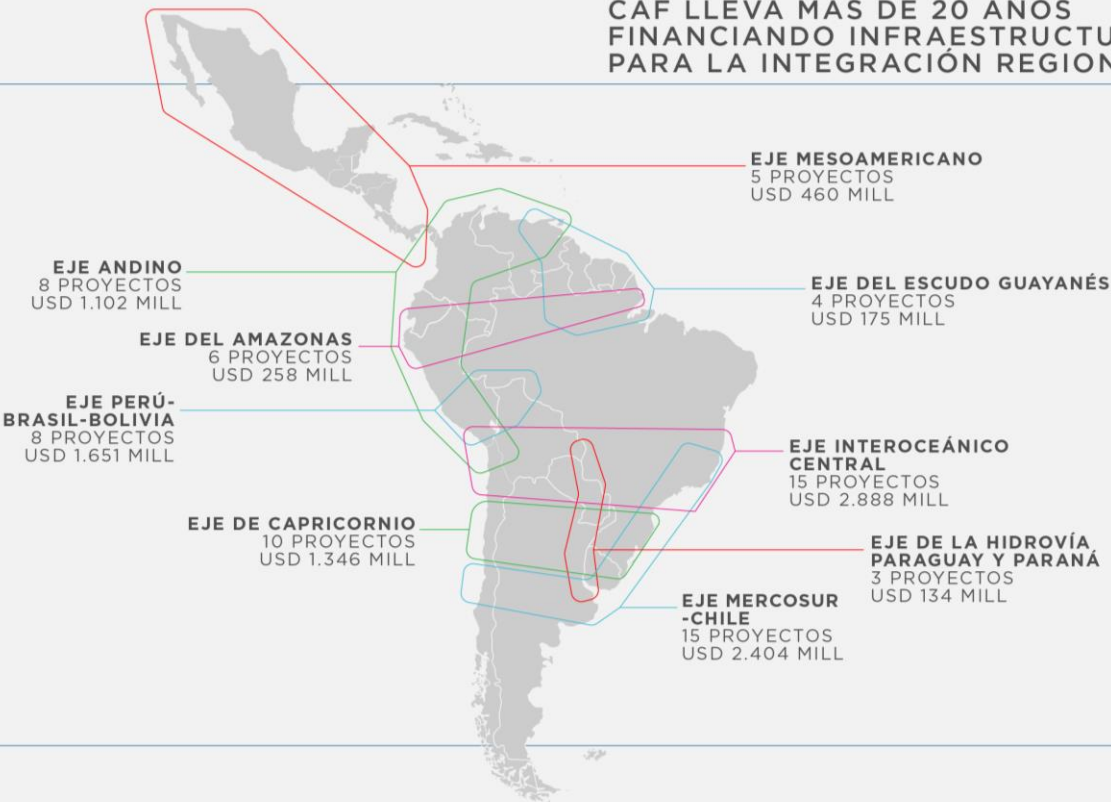 CAF LLEVA MÁS DE 20 AÑOS
FINANCIANDO
PARA LA INTEGRACIÓN
EJE MESOAMERICANO
5 PROYECTOS
USD 460 MILL
EJE ANDINO
8 PROYECTOS
USD 1.102 MILL
EJE DEL ESCUDO GUAYANÉS
4 PROYECTOS
USD 175 MILL
EJE DEL AMAZONAS
6 PROYECTOS
USD 258 MILL
EJE PERÚ-
BRASIL-BOLIVIA
8 PROYECTOS
USD 1.651 MILL
EJE INTEROCEÁNICO
CENTRAL
15 PROYECTOS
USD 2.888 MILL
EJE DE CAPRICORNIO
10 PROYECTOS
USD 1.346 MILL
EJE DE LA HIDROVÍA
PARAGUAY Y PARANÁ
3 PROYECTOS
USD 134 MILL
EJE MERCOSUR
-CHILE
15 PROYECTOS
USD 2.404 MILL